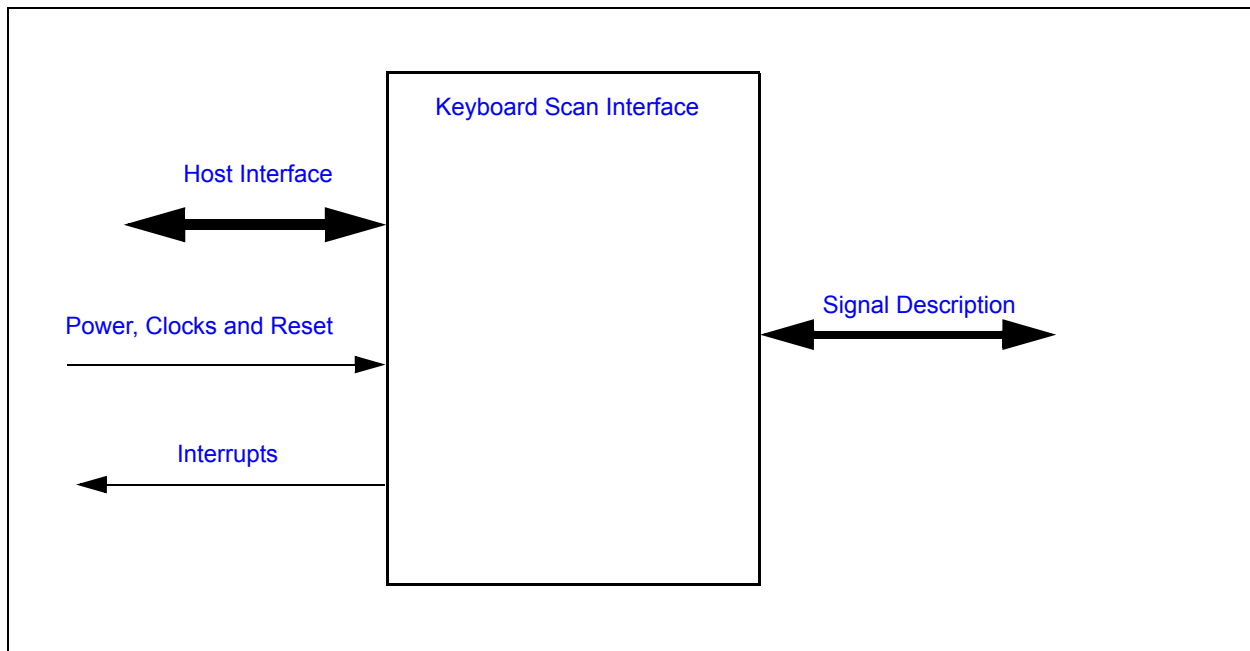 Keyboard Scan Interface
Host Interface
Signal Description
Power, Clocks and Reset
Interrupts